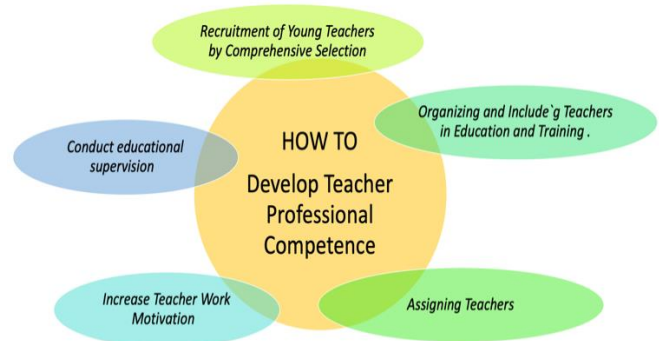 Recruitment of Young Teachers
by Comprehensive Selection
Organizing and Include`g Teachers
in Education and Training .
HOW TO
Develop Teacher
Professional
Competence
Conduct educational
supervision
Increase Teacher Work
Motivation
Assigning Teachers